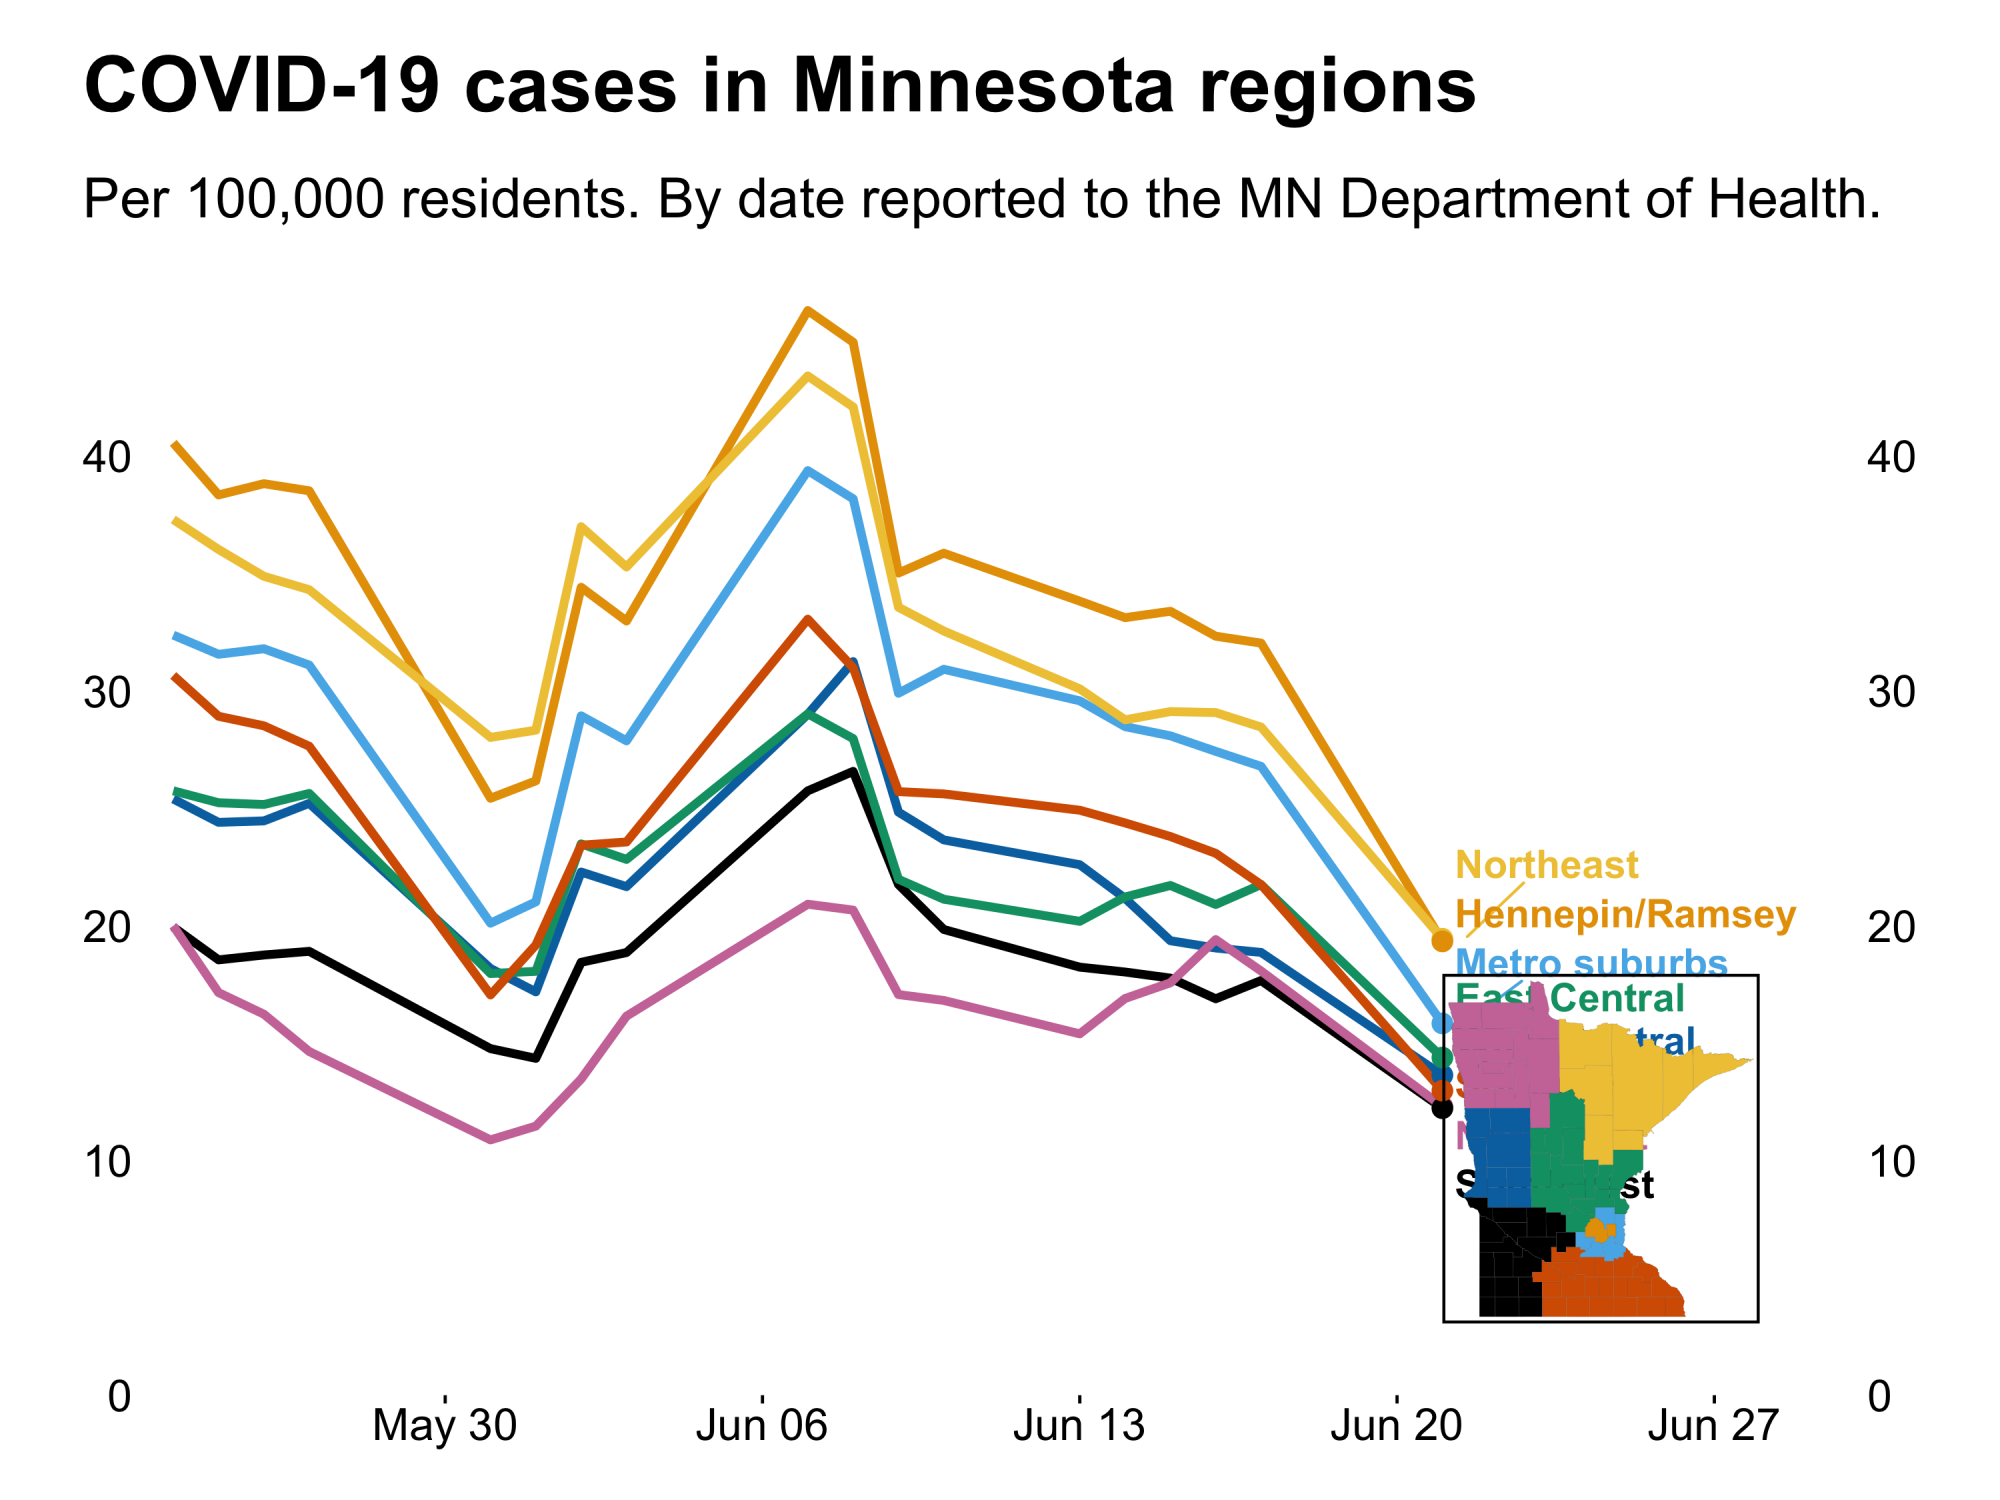 COVID-19 cases in Minnesota regions
Per 100,000 residents. By date reported to the MN Department of Health.
40
40
30
30
Northeast
Hennepin/Ramsey
20
20
Metro suburbs
East Central
10
10
0
0
May 30
Jun 06
Jun 13
Jun 20
Jun 27